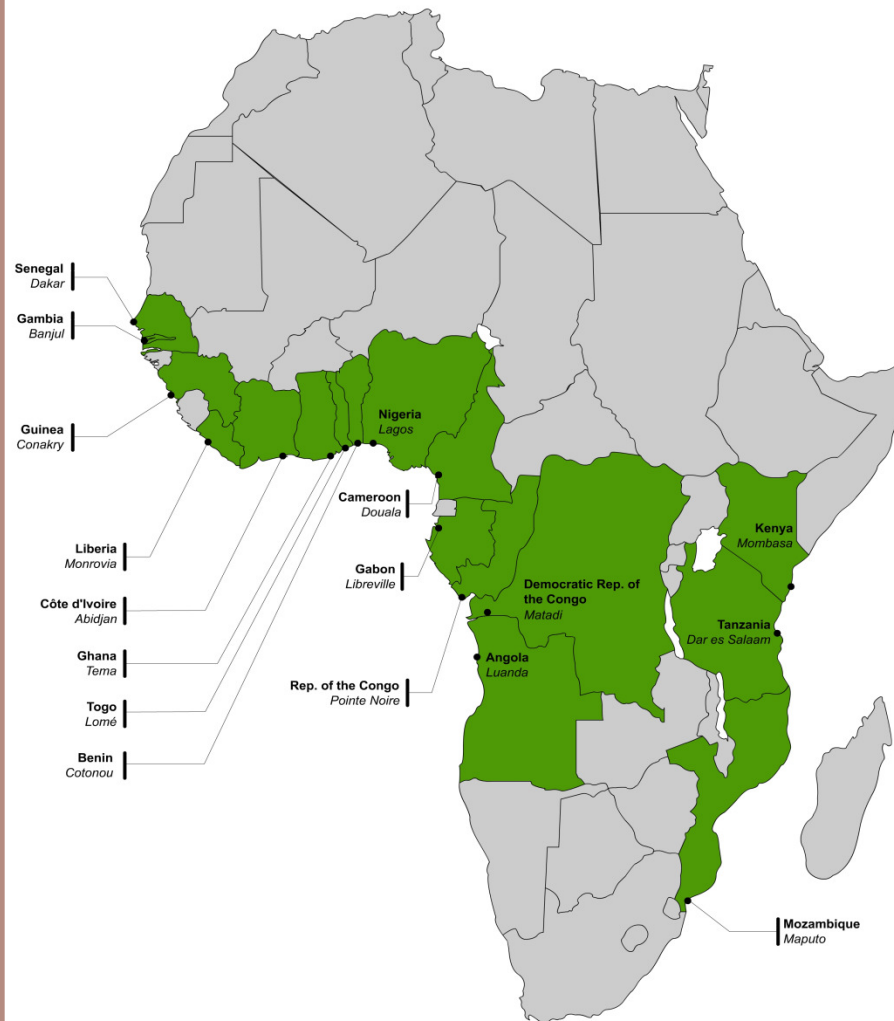 Senegal
Dakar
Gambia
Banjul
Guinea
Conakry
Nigeria
Lagos
Cameroon
Douala
Kenya
Mombasa
Liberia
Monrovia
Gabon
Libreville
Democratic Rep. of
the Congo
Matadi
Côte d'Ivoire
Abidjan
Tanzania
Dar es Salaam
Ghana
Tema
Angola
Luanda
Rep. of the Congo
Pointe Noire
Togo
Lomé
Benin
Cotonou
Mozambique
Maputo